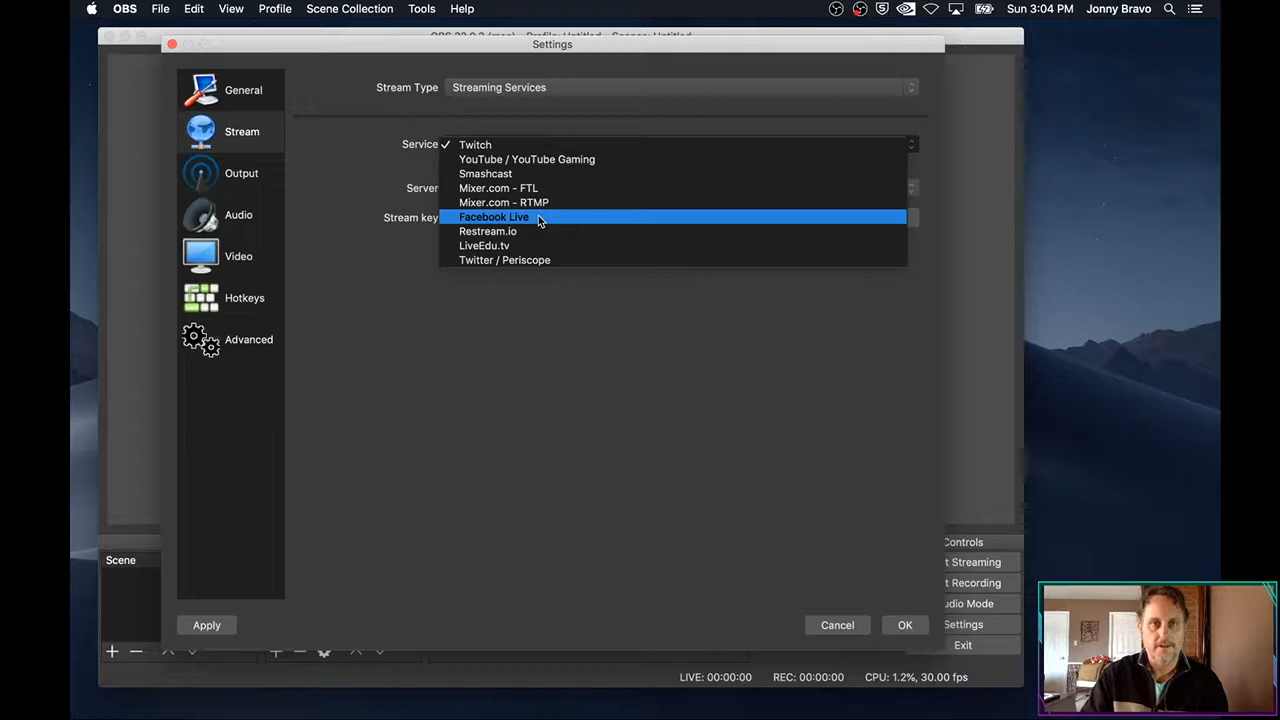 OBS File Edit View Profile Scene Collection Tools Help Sun 3:04 PM Jonny Bravo
Settings
General
Stream
Output
Audio
Video
Hotkeys
Advanced
Stream Type Streaming Services
Service ✓ Twitch
YouTube / YouTube Gaming
Smashcast
Mixer.com - FTL
Server
Mixer.com - RTMP
Stream key
Facebook Live
Restream.io
LiveEdu.tv
Twitter / Periscope
Apply Cancel OK
Scene
Controls
t Streaming
t Recording
udio Mode
Settings
Exit
LIVE: 00:00:00 REC: 00:00:00 CPU: 1.2%, 30.00 fps